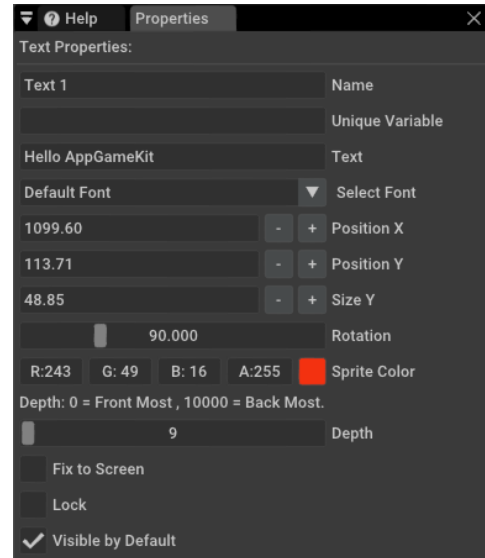 Help Properties
Text Properties:
Text 1 Name
Unique Variable
Hello AppGameKit Text
Default Font Select Font
1099.60 - + Position X
113.71 - + Position Y
48.85 - + Size Y
90.000 Rotation
R:243 G: 49 B: 16 A:255 Sprite Color
Depth: 0 = Front Most , 10000 = Back Most.
9 Depth
Fix to Screen
Lock
Visible by Default